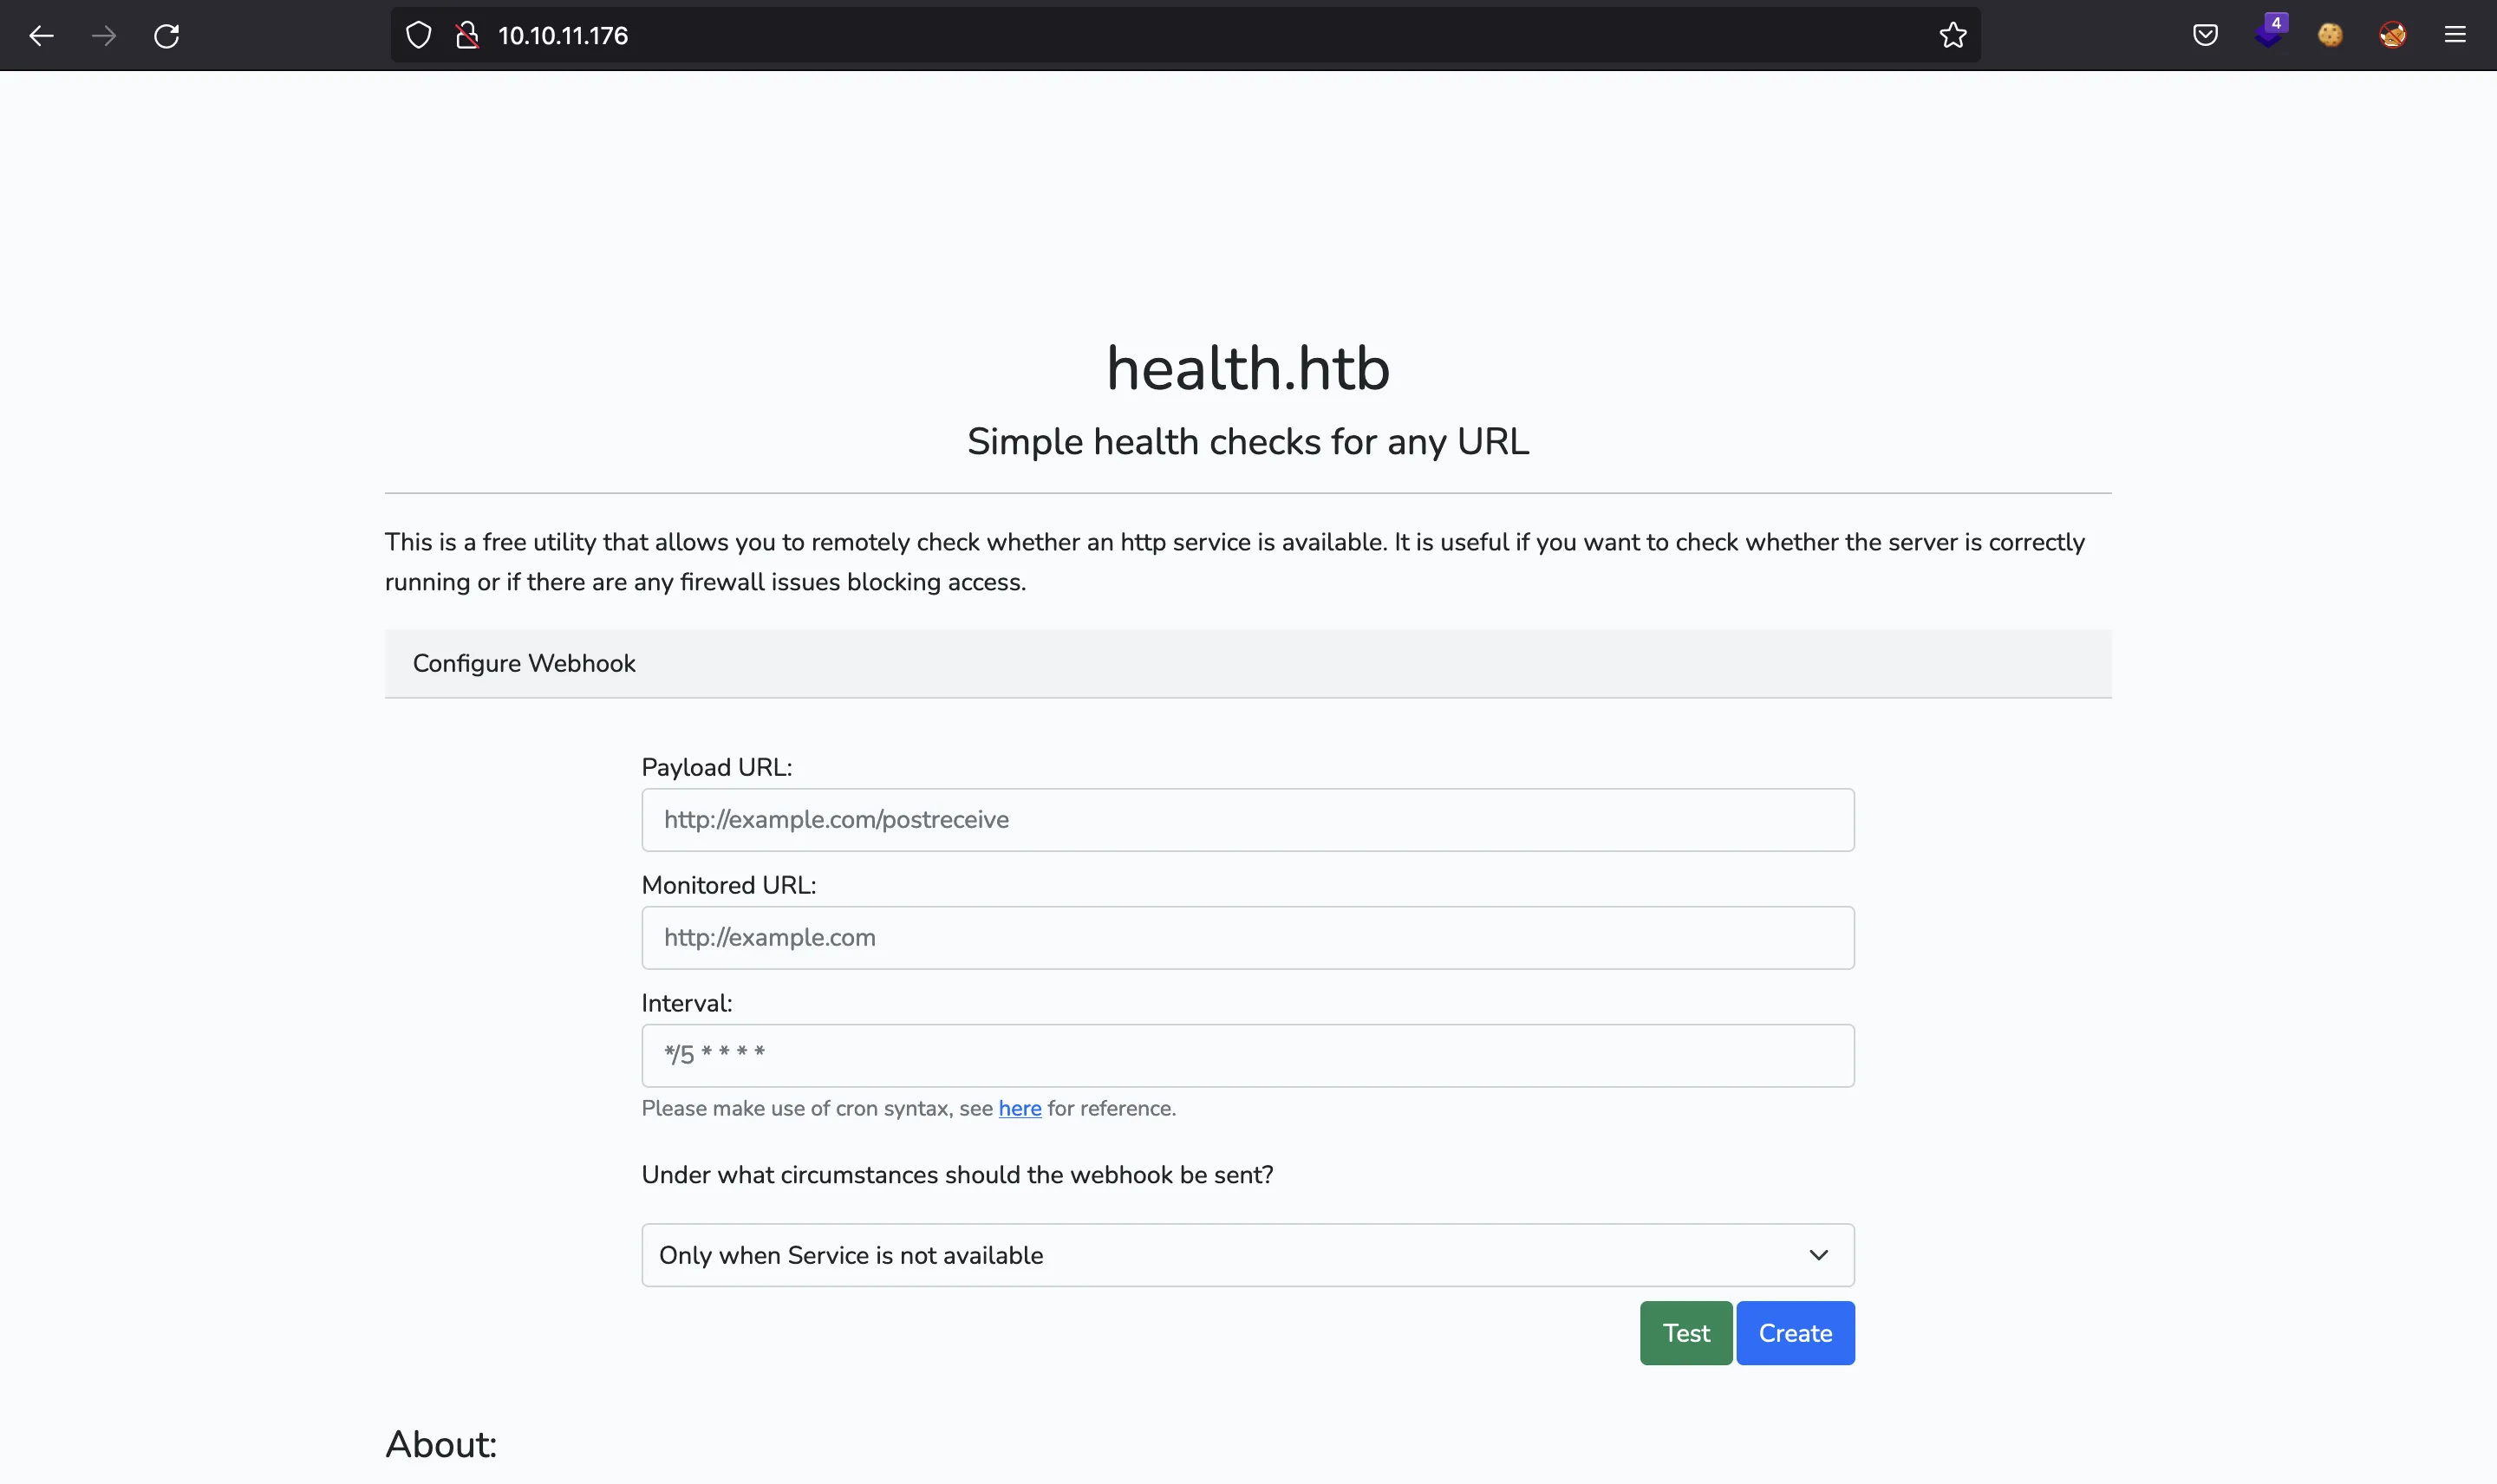 10.10.11.176
4
health.htb
Simple health checks for any URL
This is a free utility that allows you to remotely check whether an http service is available. It is useful if you want to check whether the server is correctly
running or if there are any firewall issues blocking access.
Configure Webhook
Payload URL:
http://example.com/postreceive
Monitored URL:
http://example.com
Interval:
*/5 * * * *
Please make use of cron syntax, see here for reference.
Under what circumstances should the webhook be sent?
Only when Service is not available
Test Create
About: